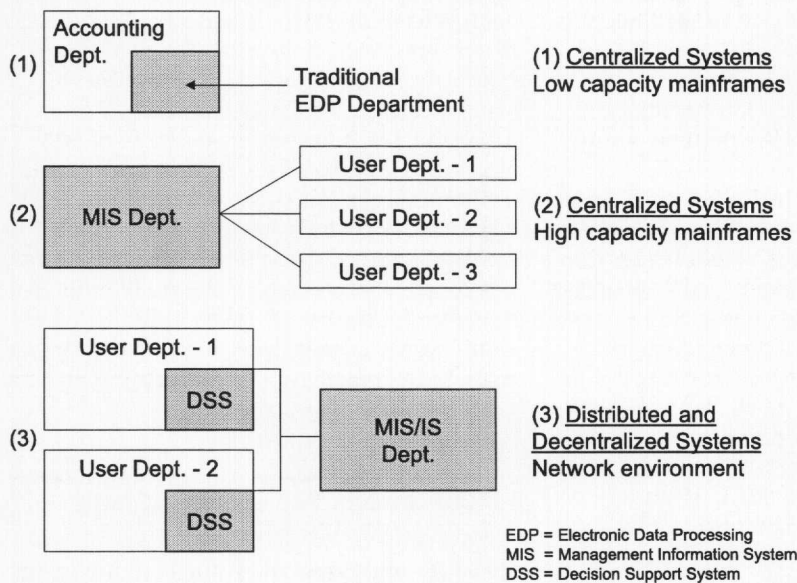 Accounting
Dept.
(1)
Traditional
EDP Department
(1) Centralized Systems
Low capacity mainframes
(2)
MIS Dept.
User Dept. - 1
User Dept. - 2
User Dept. - 3
(2) Centralized Systems
High capacity mainframes
(3)
User Dept. - 1
DSS
User Dept. - 2
DSS
MIS/IS
Dept.
(3) Distributed and
Decentralized Systems
Network environment
EDP = Electronic Data Processing
MIS = Management Information System
DSS = Decision Support System